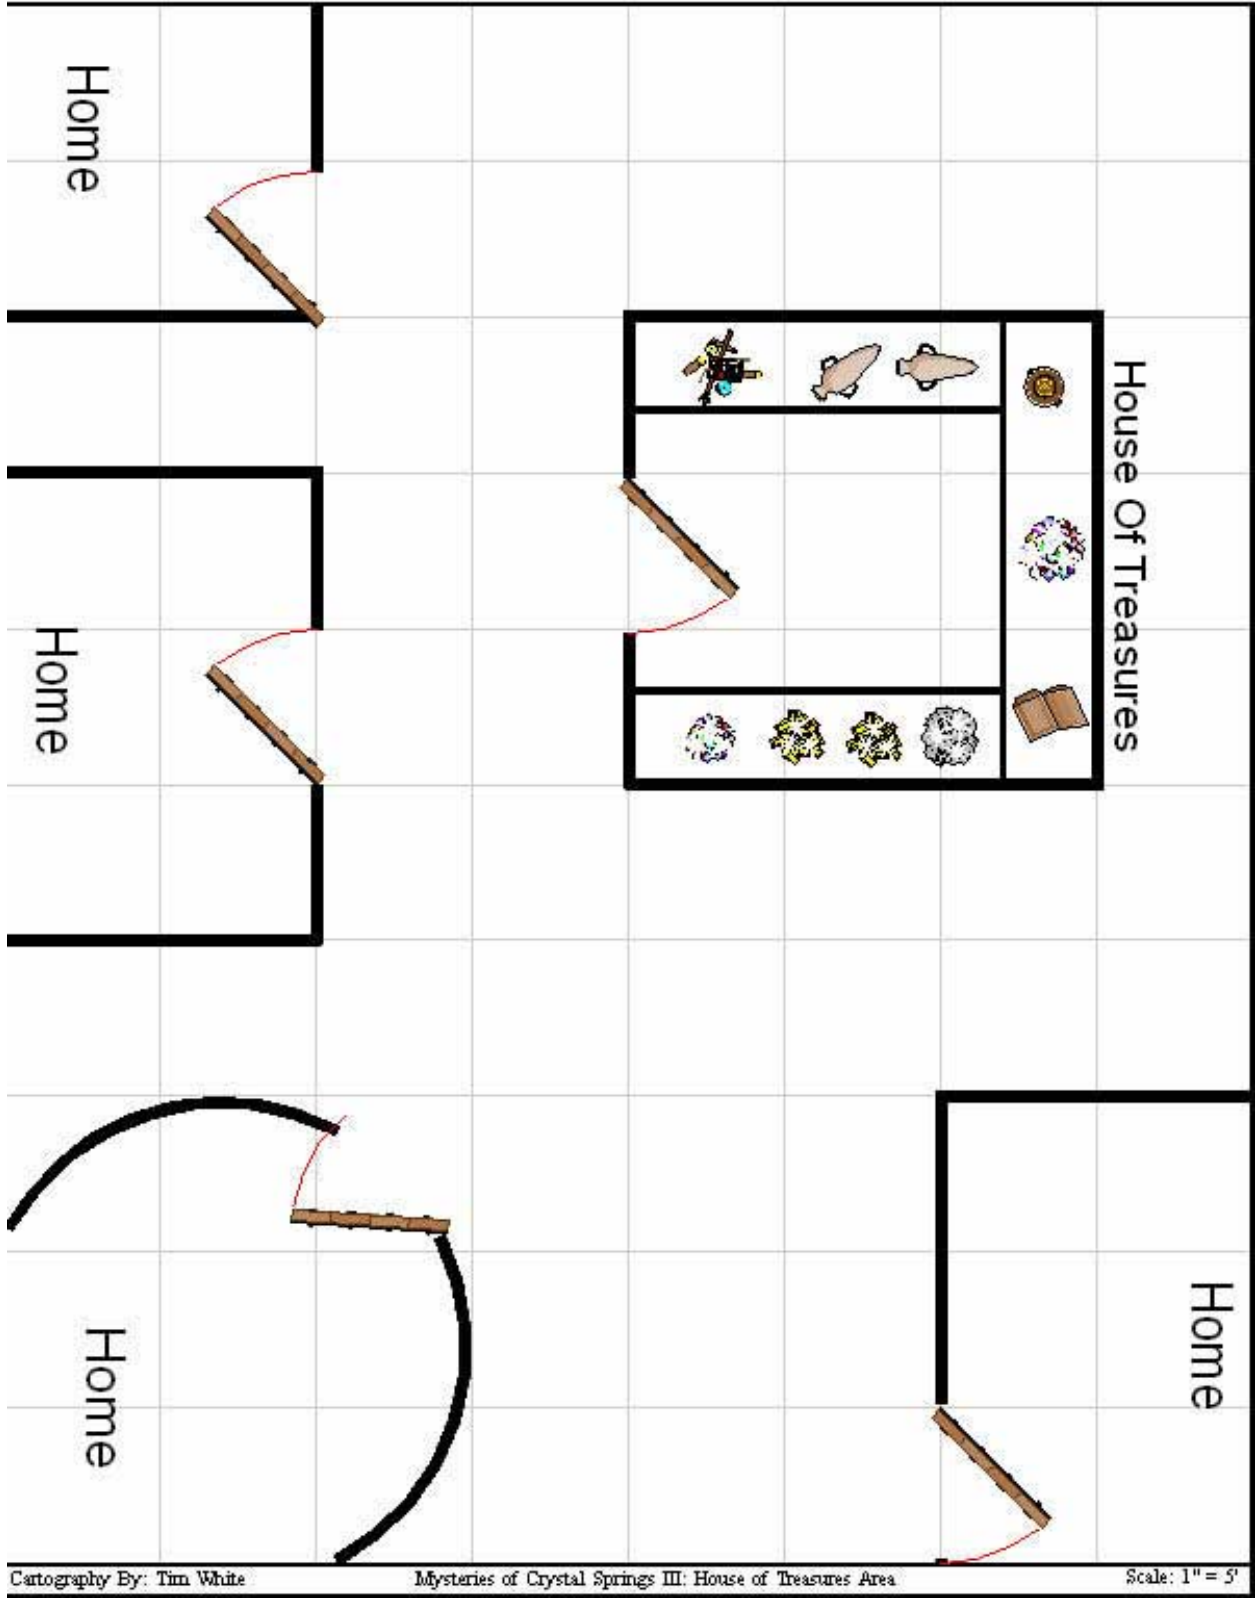 Home
House Of Treasures
Home
Home
Home
Cartography By: Tim White
Mysteries of Crystal Springs III: House of Treasures Area
Scale: 1" = 5'